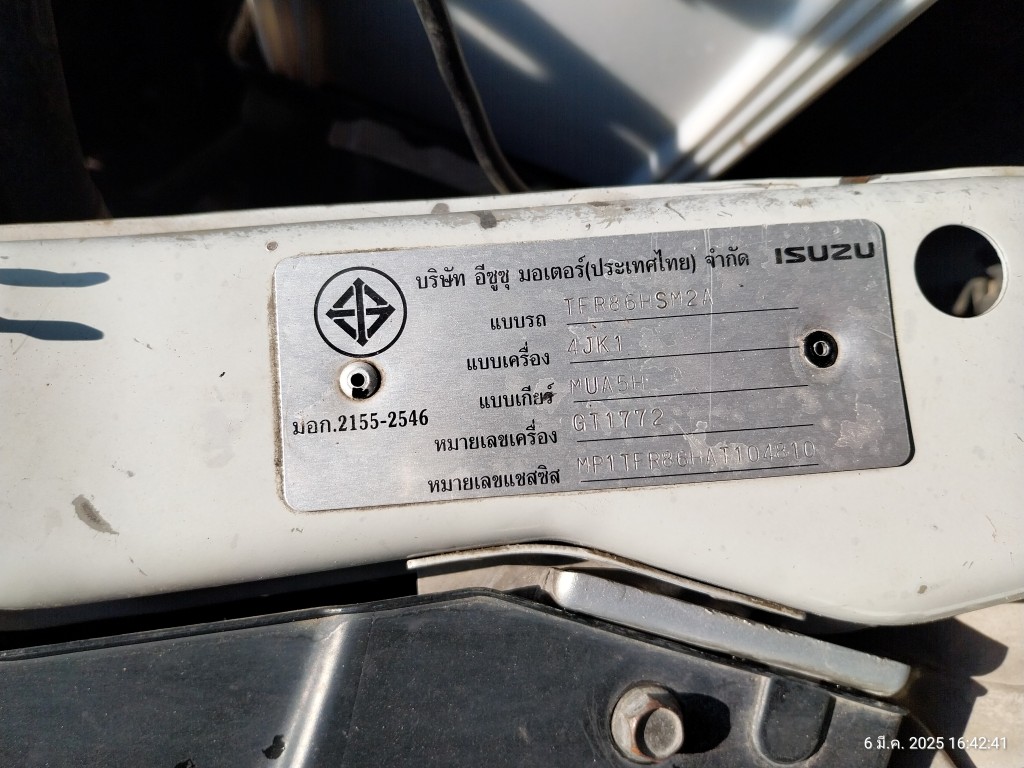 บริษัท อีซูซุ มอเตอร์(ประเทศไทย) จำกัด ISUZU
แบบรถ TFR86HSM2A
แบบเครื่อง 4JK1
แบบเกียร์ MUA5H
มอก.2155-2546
หมายเลขเครื่อง GT1772
หมายเลขแชสซิส MP1TFR86HAT104810
6 มี.ค. 2025 16:42:41